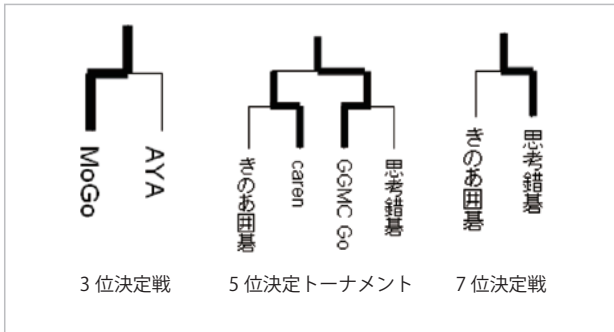 MoGo
AYA
きのあ囲碁
caren
GGMC Go
思考錯碁
きのあ囲碁
思考錯碁
3 位決定戦
5 位決定トーナメント
7 位決定戦